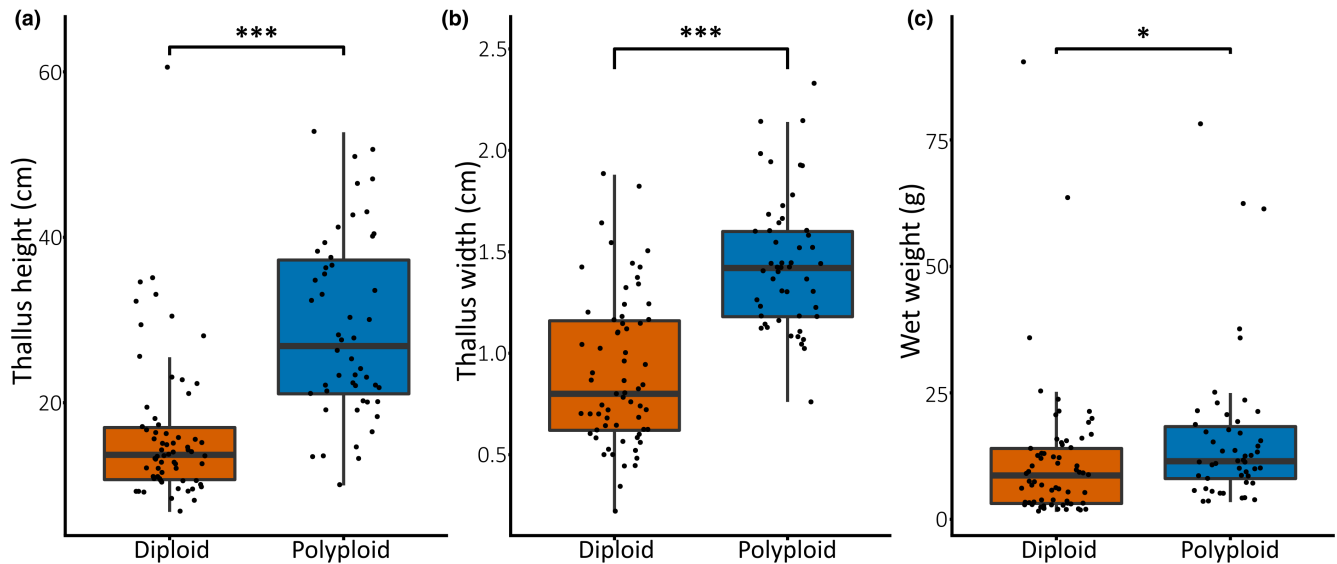 (a)
***
Thallus height (cm)
60
40
20
Diploid
Polyploid
(b)
***
Thallus width (cm)
2.5
2.0
1.5
1.0
0.5
Diploid
Polyploid
(c)
*
Wet weight (g)
75
50
25
0
Diploid
Polyploid